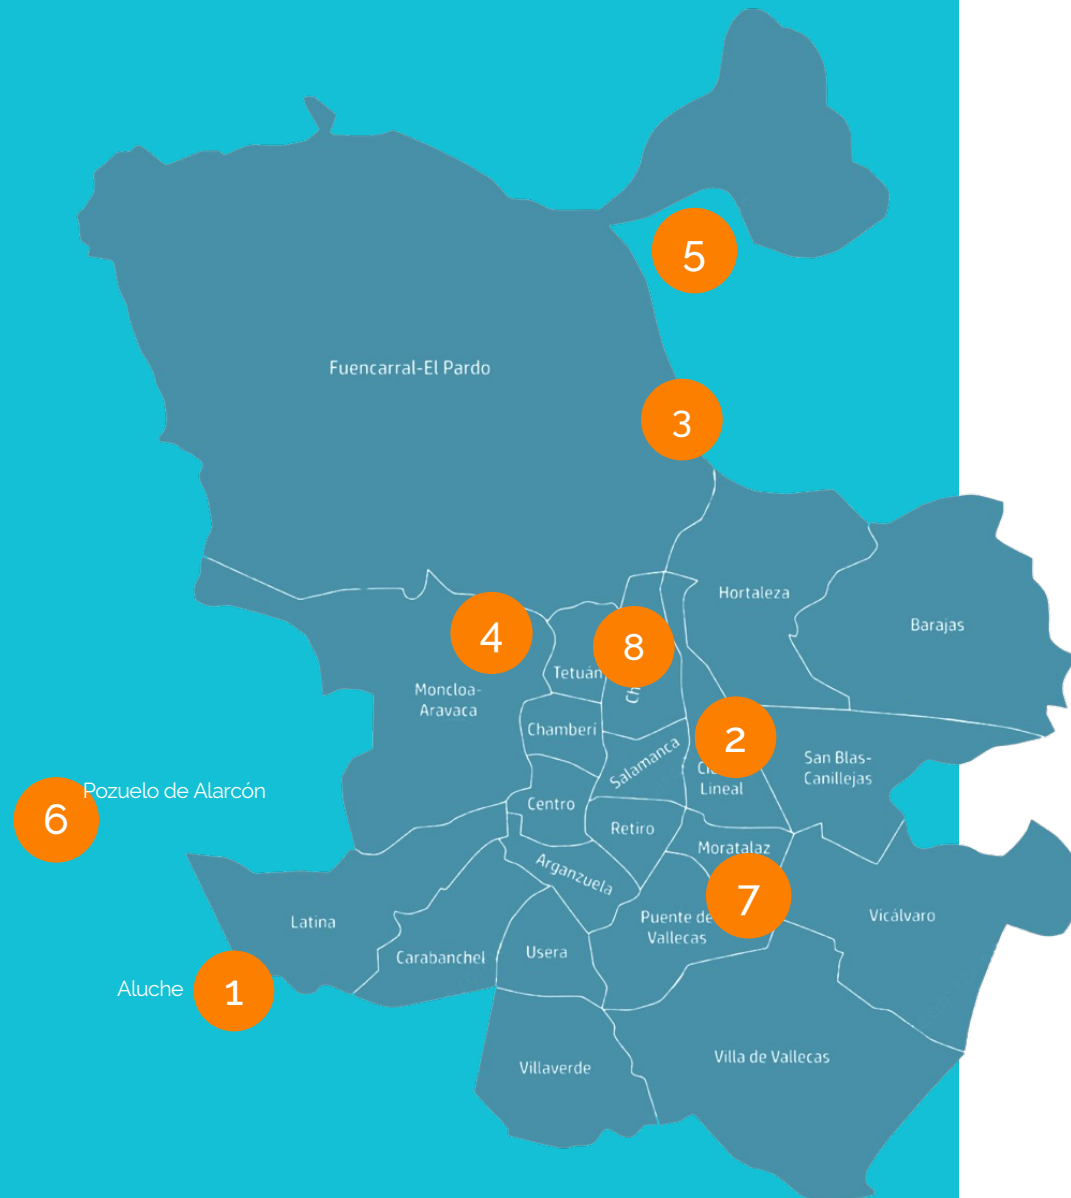 5
Fuencarral-El Pardo
3
Hortaleza
Barajas
4
8
Tetuán
Moncloa-
Aravaca
Ch
Chamberí
2
Salamanca
San Blas-
Canillejas
Lineal
Pozuelo de Alarcón
6
Centro
Retiro
Moratalaz
Arganzuela
7
Latina
Puente de
Vallecas
Vicálvaro
Carabanchel
Usera
Aluche
1
Villa de Vallecas
Villaverde